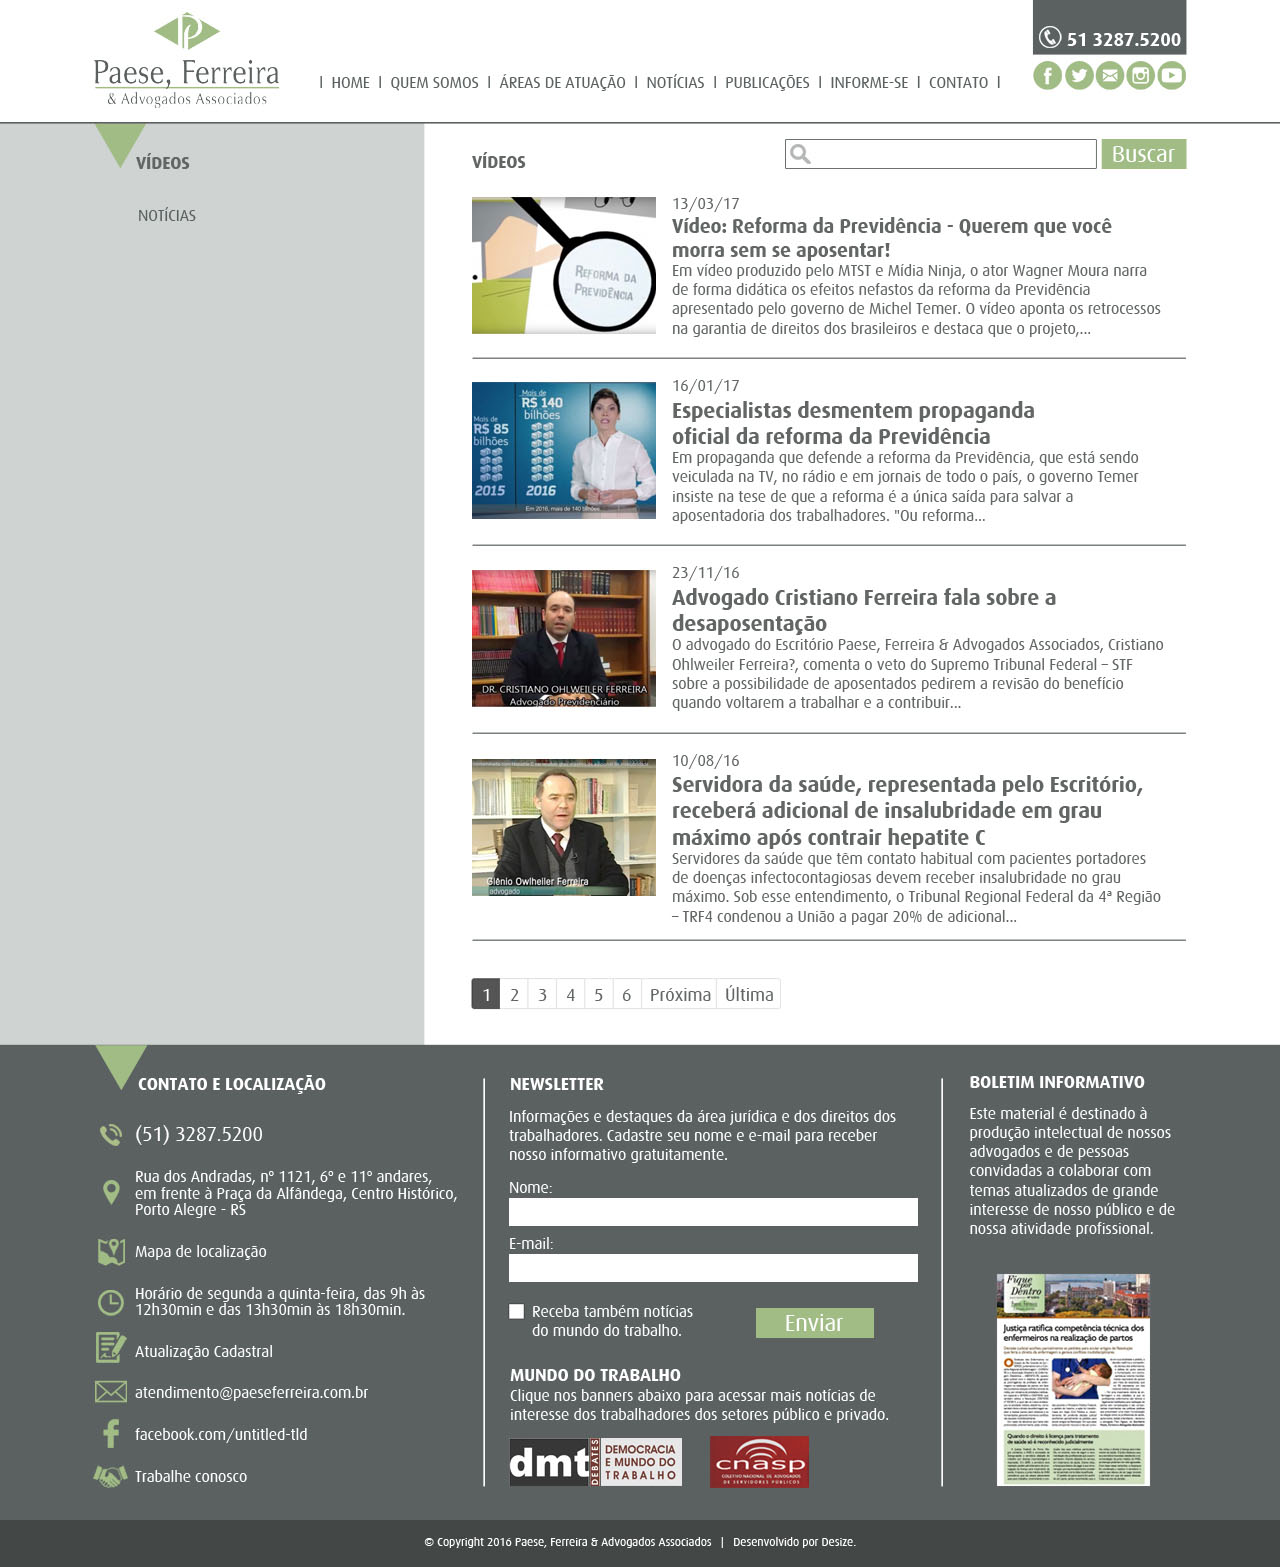 Paese, Ferreira
& Advogados Associados
51 3287.5200
HOME | QUEM SOMOS | ÁREAS DE ATUAÇÃO | NOTÍCIAS | PUBLICAÇÕES | INFORME-SE | CONTATO
VÍDEOS
NOTÍCIAS
VÍDEOS
Buscar
REFORMA DA
PREVIDÊNCIA
13/03/17
Vídeo: Reforma da Previdência - Querem que você
morra sem se aposentar!
Em vídeo produzido pelo MTST e Mídia Ninja, o ator Wagner Moura narra
de forma didática os efeitos nefastos da reforma da Previdência
apresentado pelo governo de Michel Temer. O vídeo aponta os retrocessos
na garantia de direitos dos brasileiros e destaca que o projeto,...
Mais de
R$ 140
bilhões
Mais de
R$ 85
bilhões
2015
2016
Em 2016, mais de 140 bilhões
16/01/17
Especialistas desmentem propaganda
oficial da reforma da Previdência
Em propaganda que defende a reforma da Previdência, que está sendo
veiculada na TV, no rádio e em jornais de todo o país, o governo Temer
insiste na tese de que a reforma é a única saída para salvar a
aposentadoria dos trabalhadores. "Ou reforma...
DR. CRISTIANO OHLWEILER FERREIRA
Advogado Previdenciário
23/11/16
Advogado Cristiano Ferreira fala sobre a
desaposentação
O advogado do Escritório Paese, Ferreira & Advogados Associados, Cristiano
Ohlweiler Ferreira?, comenta o veto do Supremo Tribunal Federal – STF
sobre a possibilidade de aposentados pedirem a revisão do benefício
quando voltarem a trabalhar e a contribuir...
Glênio Owlheiler Ferreira
advogado
10/08/16
Servidora da saúde, representada pelo Escritório,
receberá adicional de insalubridade em grau
máximo após contrair hepatite C
Servidores da saúde que têm contato habitual com pacientes portadores
de doenças infectocontagiosas devem receber insalubridade no grau
máximo. Sob esse entendimento, o Tribunal Regional Federal da 4ª Região
– TRF4 condenou a União a pagar 20% de adicional...
1 2 3 4 5 6 Próxima Última
CONTATO E LOCALIZAÇÃO
(51) 3287.5200
Rua dos Andradas, nº 1121, 6º e 11º andares,
em frente à Praça da Alfândega, Centro Histórico,
Porto Alegre - RS
Mapa de localização
Horário de segunda a quinta-feira, das 9h às
12h30min e das 13h30min às 18h30min.
Atualização Cadastral
atendimento@paeseferreira.com.br
facebook.com/untitled-tld
Trabalhe conosco
NEWSLETTER
Informações e destaques da área jurídica e dos direitos dos
trabalhadores. Cadastre seu nome e e-mail para receber
nosso informativo gratuitamente.
Nome:
E-mail:
Receba também notícias
do mundo do trabalho.
Enviar
MUNDO DO TRABALHO
Clique nos banners abaixo para acessar mais notícias de
interesse dos trabalhadores dos setores público e privado.
dmt
DEBATES
DEMOCRACIA
E MUNDO DO
TRABALHO
cnasp
COLETIVO NACIONAL DE ADVOGADOS
DE SERVIDORES PÚBLICOS
BOLETIM INFORMATIVO
Este material é destinado à
produção intelectual de nossos
advogados e de pessoas
convidadas a colaborar com
temas atualizados de grande
interesse de nosso público e de
nossa atividade profissional.
Fique
por
Dentro
Justiça ratifica competência técnica dos
enfermeiros na realização de partos
Quando o direito à licença para tratamento
de saúde só é reconhecido judicialmente
© Copyright 2016 Paese, Ferreira & Advogados Associados | Desenvolvido por Desize.